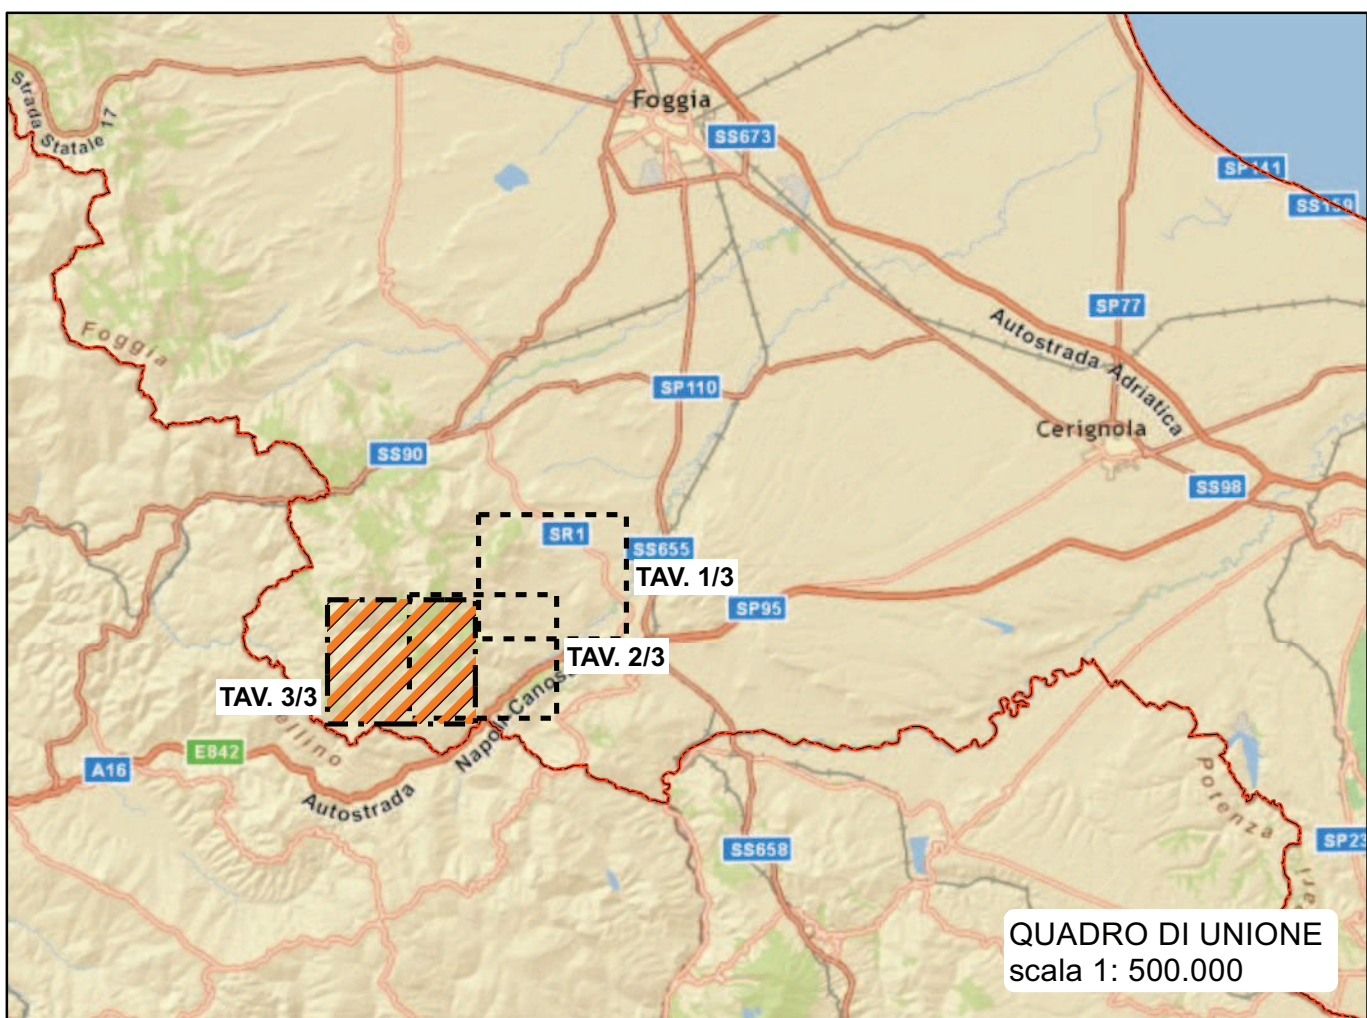 Strada
Statale 17
Foggia
SS673
SP141
SS159
SP77
Foggia
Autostrada Adriatica
SP110
Cerignola
SS90
SS98
SR1
SS655
TAV. 1/3
SP95
TAV. 2/3
TAV. 3/3
Napoli Canosa
E842
A16
Autostrada
Potenza
SS658
SP23
QUADRO DI UNIONE
scala 1: 500.000